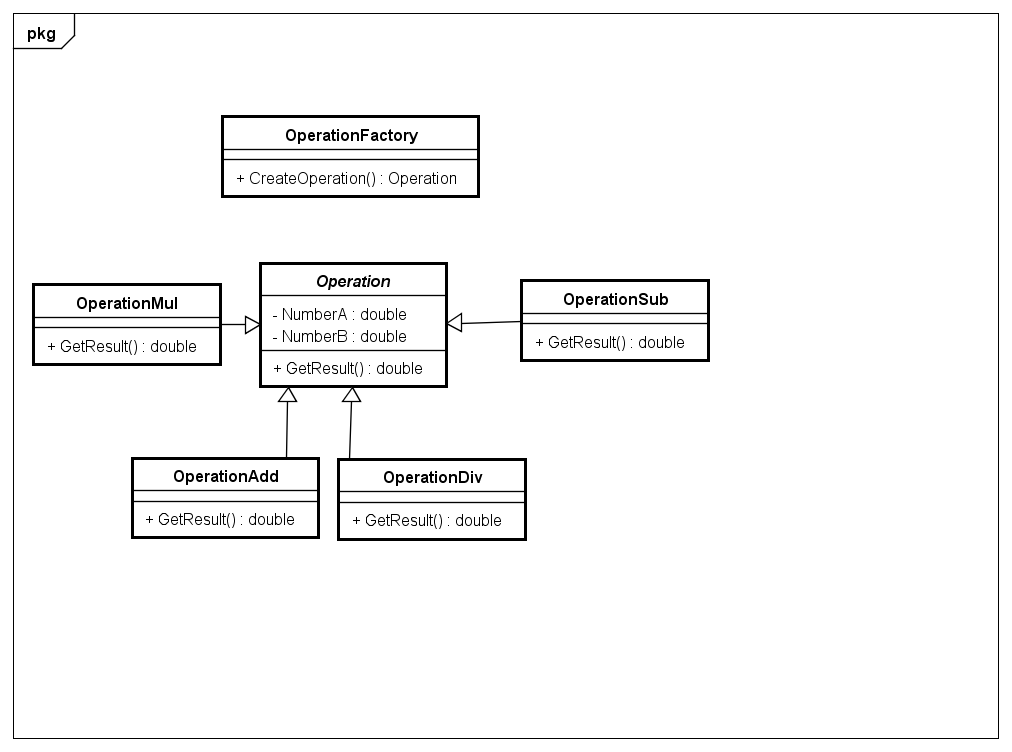 pkg
OperationFactory
+ CreateOperation() : Operation
Operation
- NumberA : double
- NumberB : double
+ GetResult() : double
OperationMul
+ GetResult() : double
OperationSub
+ GetResult() : double
OperationAdd
+ GetResult() : double
OperationDiv
+ GetResult() : double